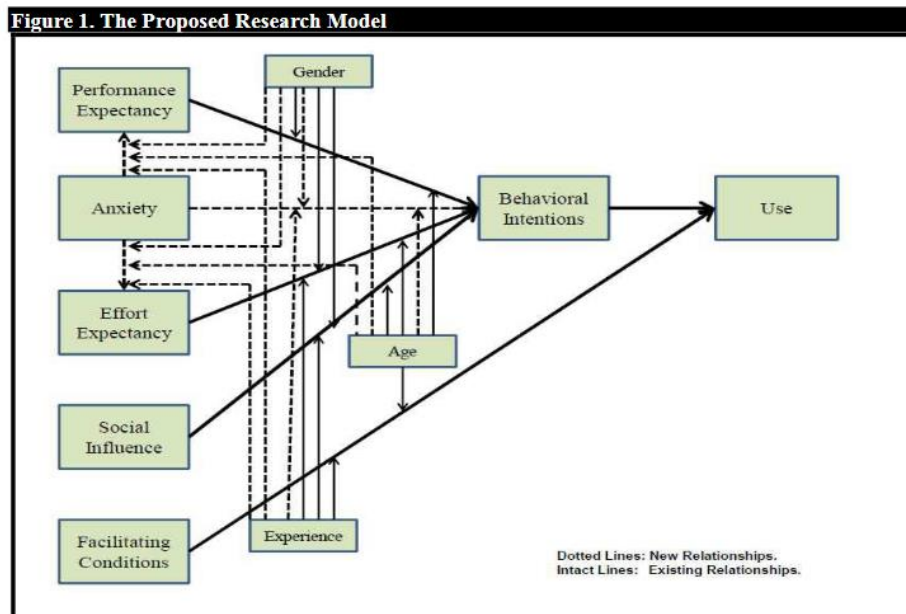 Figure 1. The Proposed Research Model
Gender
Performance
Expectancy
Anxiety
Behavioral
Intentions
Use
Effort
Expectancy
Age
Social
Influence
Experience
Facilitating
Conditions
Dotted Lines: New Relationships.
Intact Lines: Existing Relationships.